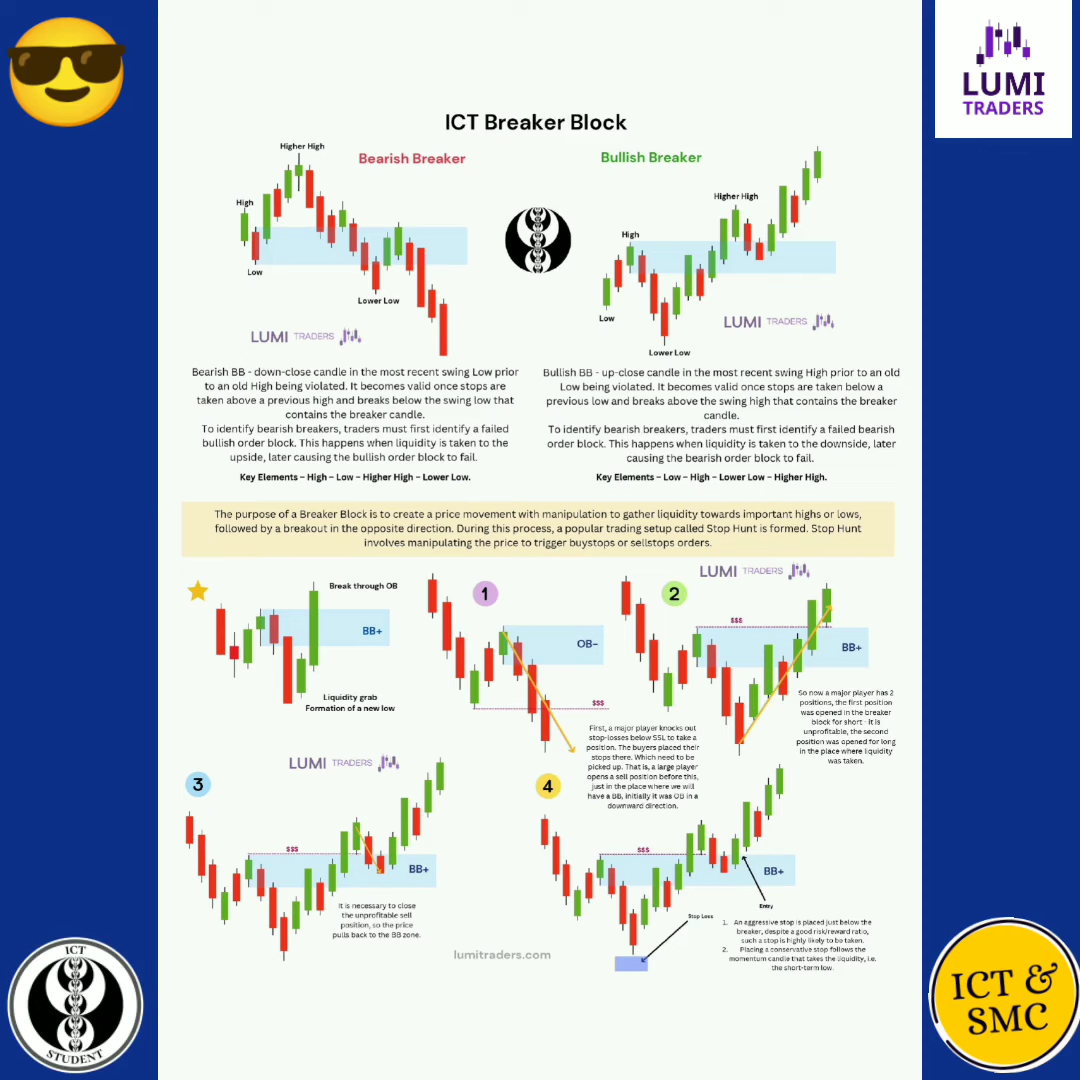 LUMI
TRADERS
ICT Breaker Block
Bearish Breaker
Higher High
High
Low
Lower Low
LUMI TRADERS
Bullish Breaker
Higher High
High
Low
Lower Low
LUMI TRADERS
Bearish BB - down-close candle in the most recent swing Low prior
to an old High being violated. It becomes valid once stops are
taken above a previous high and breaks below the swing low that
contains the breaker candle.
To identify bearish breakers, traders must first identify a failed
bullish order block. This happens when liquidity is taken to the
upside, later causing the bullish order block to fail.
Key Elements – High – Low – Higher High – Lower Low.
Bullish BB - up-close candle in the most recent swing High prior to an old
Low being violated. It becomes valid once stops are taken below a
previous low and breaks above the swing high that contains the breaker
candle.
To identify bearish breakers, traders must first identify a failed bearish
order block. This happens when liquidity is taken to the downside, later
causing the bearish order block to fail.
Key Elements – Low – High – Lower Low – Higher High.
The purpose of a Breaker Block is to create a price movement with manipulation to gather liquidity towards important highs or lows,
followed by a breakout in the opposite direction. During this process, a popular trading setup called Stop Hunt is formed. Stop Hunt
involves manipulating the price to trigger buystops or sellstops orders.
Break through OB
BB+
Liquidity grab
Formation of a new low
1
OB-
$$$
First, a major player knocks out
stop-losses below SSL to take a
position. The buyers placed their
stops there. Which need to be
picked up. That is, a large player
opens a sell position before this,
just in the place where we will
have a BB, initially it was OB in a
downward direction.
LUMI TRADERS
2
$$$
BB+
So now a major player has 2
positions, the first position
was opened in the breaker
block for short - it is
unprofitable, the second
position was opened for long
in the place where liquidity
was taken.
LUMI TRADERS
3
$$$
BB+
It is necessary to close
the unprofitable sell
position, so the price
pulls back to the BB zone.
4
$$$
BB+
Entry
Stop Loss
1. An aggressive stop is placed just below the
breaker, despite a good risk/reward ratio,
such a stop is highly likely to be taken.
2. Placing a conservative stop follows the
momentum candle that takes the liquidity, i.e.
the short-term low.
lumitraders.com
ICT
STUDENT
ICT &
SMC